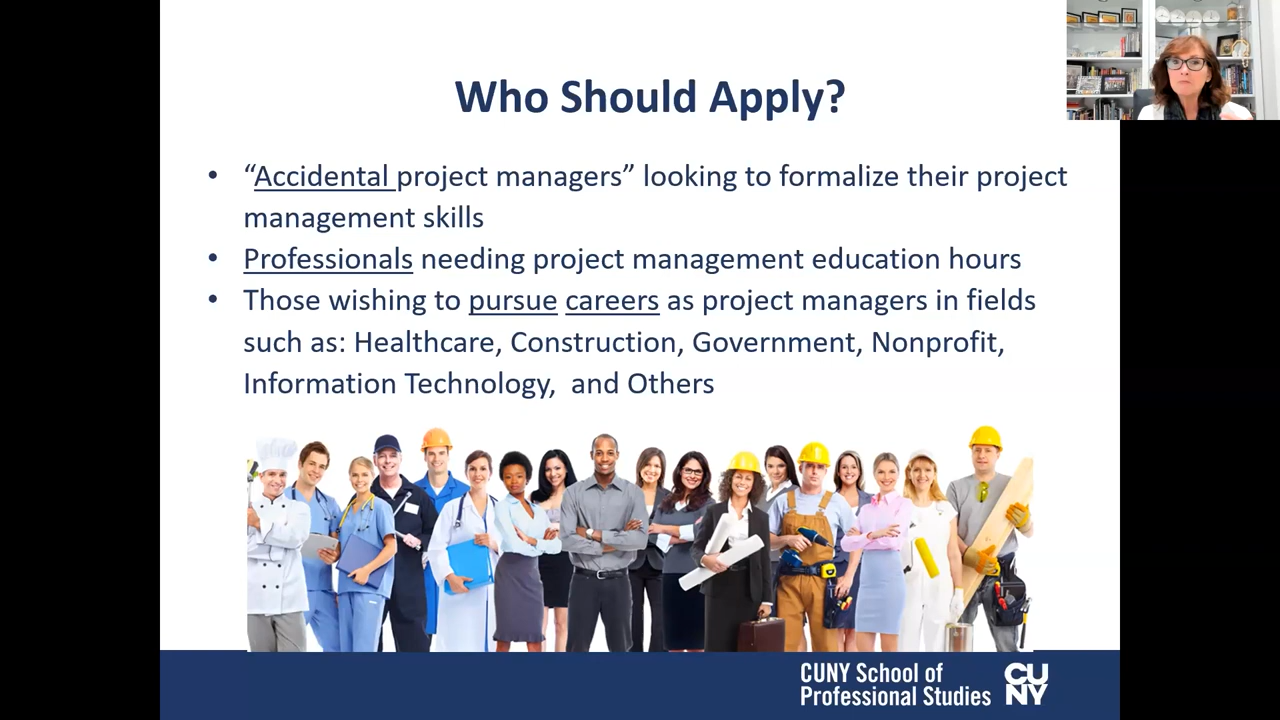 Who Should Apply?
• “Accidental project managers” looking to formalize their project
management skills
• Professionals needing project management education hours
• Those wishing to pursue careers as project managers in fields
such as: Healthcare, Construction, Government, Nonprofit,
Information Technology,  and Others
CUNY School of
Professional Studies
CU
NY